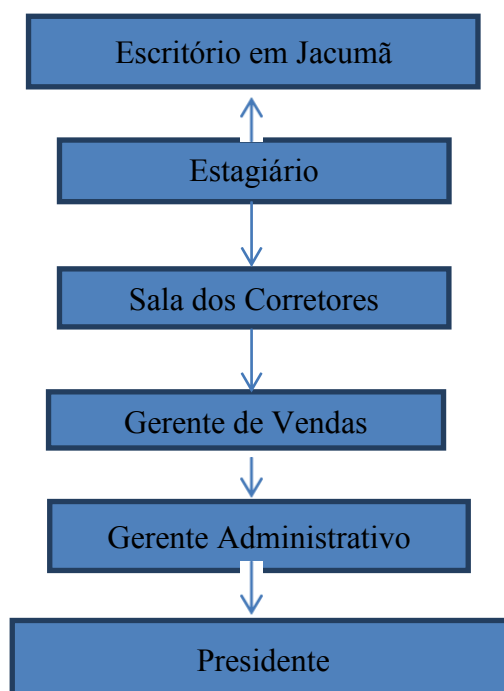 Escritório em Jacumã
Estagiário
Sala dos Corretores
Gerente de Vendas
Gerente Administrativo
Presidente